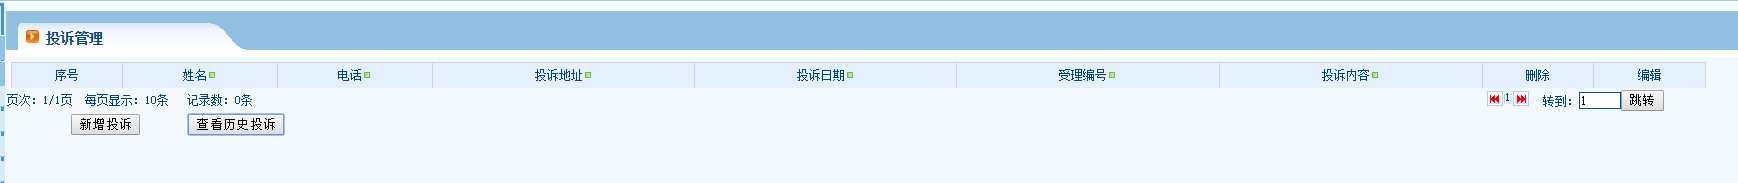 投诉管理
序号 姓名 电话 投诉地址 投诉日期 受理编号 投诉内容 删除 编辑
页次：1/1页 每页显示：10条 记录数：0条 1 转到：1 跳转
新增投诉 查看历史投诉